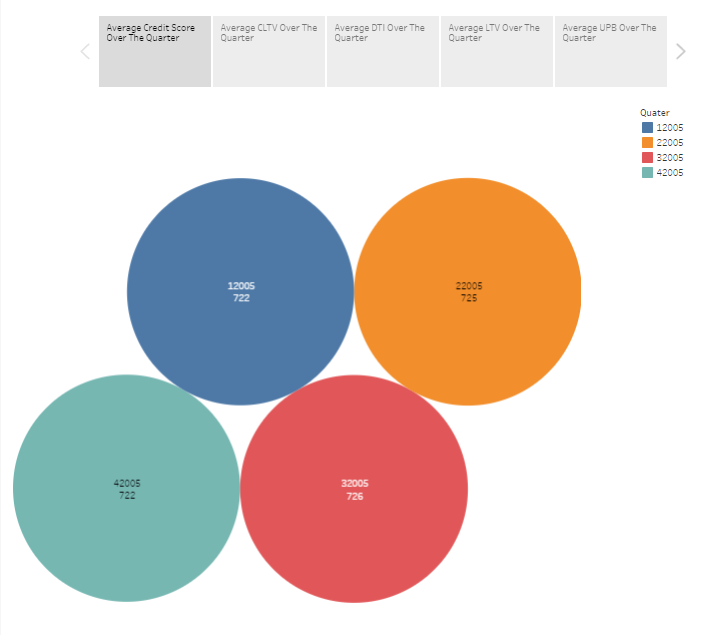 Average Credit Score
Over The Quarter
Average CLTV Over The
Quarter
Average DTI Over The
Quarter
Average LTV Over The
Quarter
Average UPB Over The
Quarter
Quater
12005
22005
32005
42005
12005
722
22005
725
42005
722
32005
726